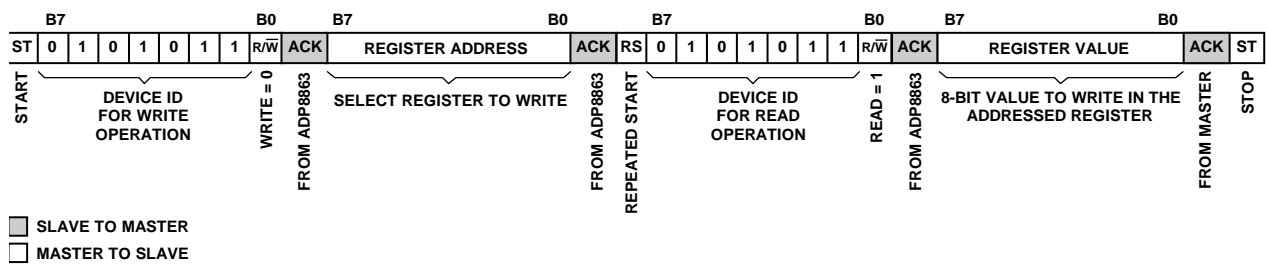 B7 B0 B7 B0 B7 B0 B7 B0
ST 0 1 0 1 0 1 1 R/W̅ ACK REGISTER ADDRESS ACK RS 0 1 0 1 0 1 1 R/W̅ ACK REGISTER VALUE ACK ST
START
DEVICE ID
FOR WRITE
OPERATION
WRITE = 0
FROM ADP8863
SELECT REGISTER TO WRITE
FROM ADP8863
REPEATED START
DEVICE ID
FOR READ
OPERATION
READ = 1
FROM ADP8863
8-BIT VALUE TO WRITE IN THE
ADDRESSED REGISTER
FROM MASTER
STOP
SLAVE TO MASTER
MASTER TO SLAVE